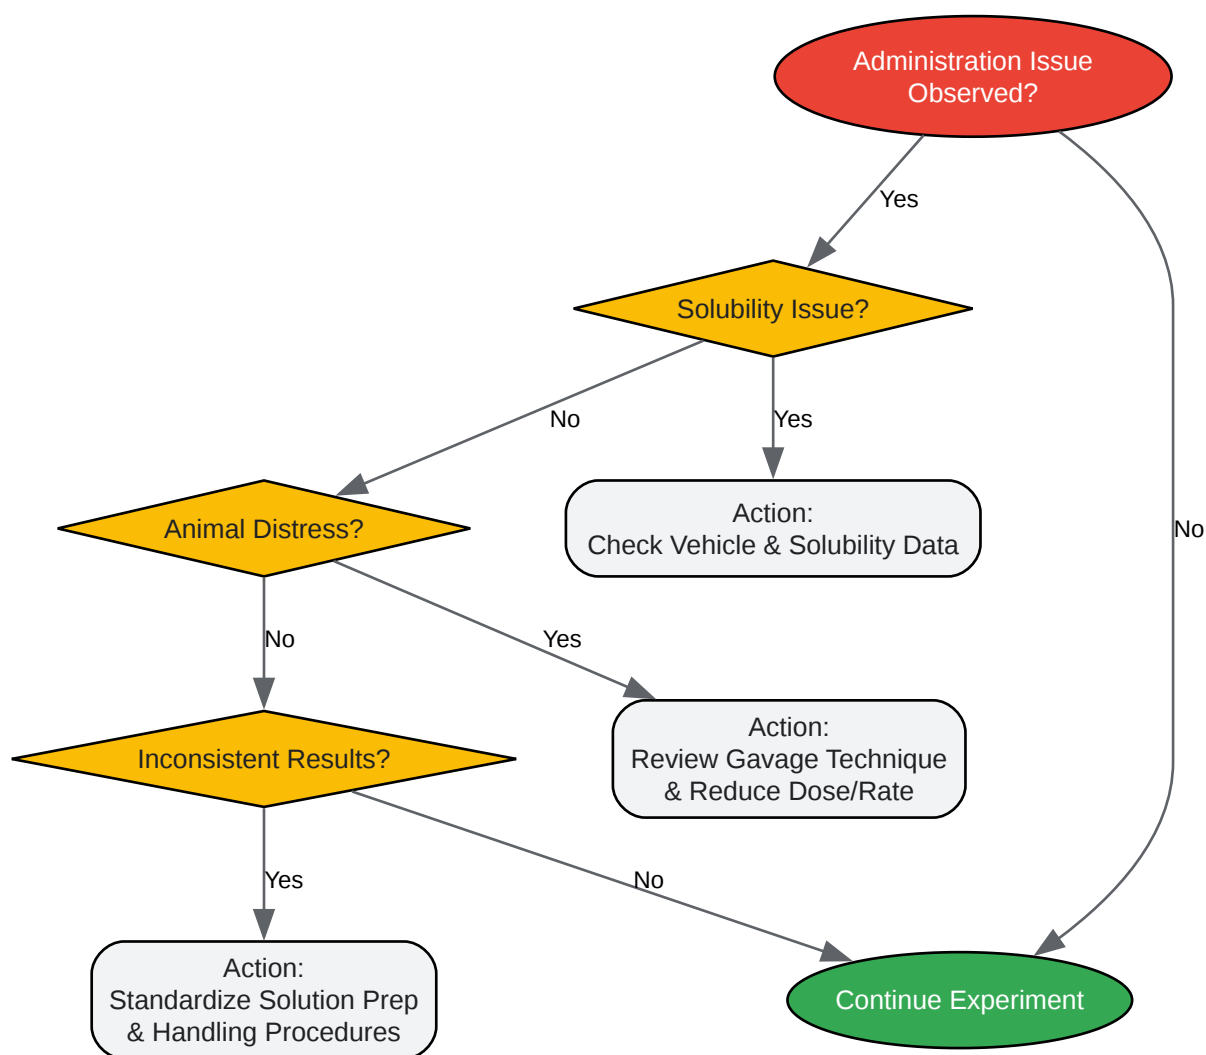 Administration Issue
Observed?
Yes
Solubility Issue?
No
Yes
Action:
Check Vehicle & Solubility Data
No
Animal Distress?
No
Yes
Action:
Review Gavage Technique
& Reduce Dose/Rate
Inconsistent Results?
Yes
No
Action:
Standardize Solution Prep
& Handling Procedures
Continue Experiment